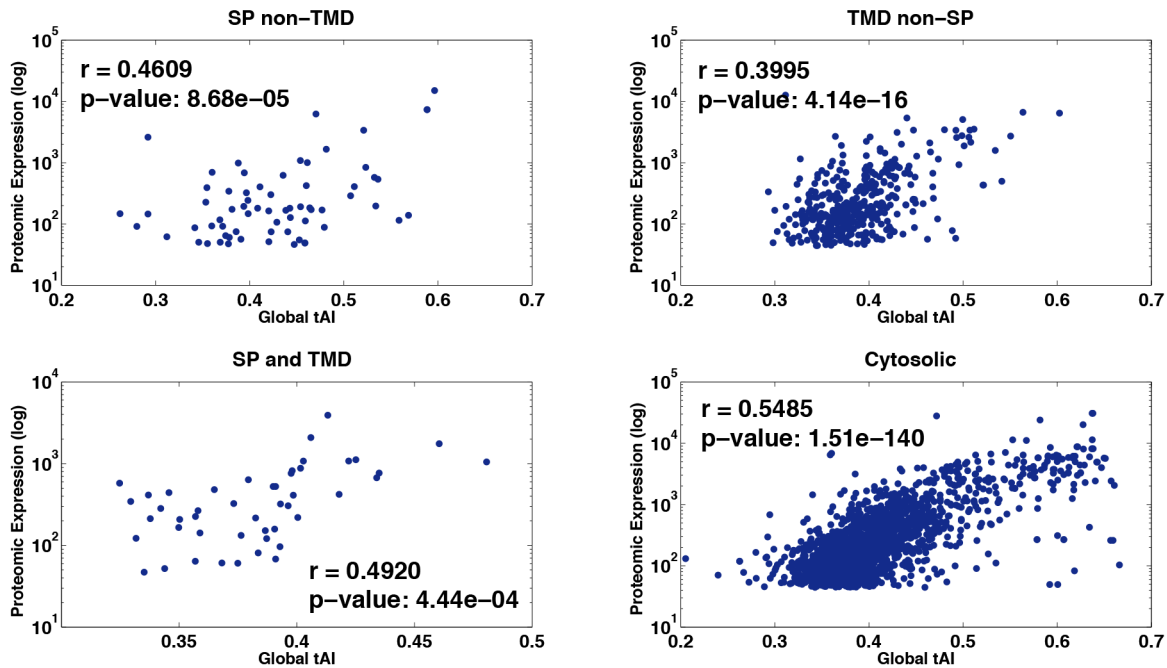 SP non−TMD
r = 0.4609
p−value: 8.68e−05
Proteomic Expression (log)
10^5
10^4
10^3
10^2
10^1
0.2 0.3 0.4 0.5 0.6 0.7
Global tAI
TMD non−SP
r = 0.3995
p−value: 4.14e−16
Proteomic Expression (log)
10^5
10^4
10^3
10^2
10^1
0.2 0.3 0.4 0.5 0.6 0.7
Global tAI
SP and TMD
r = 0.4920
p−value: 4.44e−04
Proteomic Expression (log)
10^4
10^3
10^2
10^1
0.35 0.4 0.45 0.5
Global tAI
Cytosolic
r = 0.5485
p−value: 1.51e−140
Proteomic Expression (log)
10^5
10^4
10^3
10^2
10^1
0.2 0.3 0.4 0.5 0.6 0.7
Global tAI